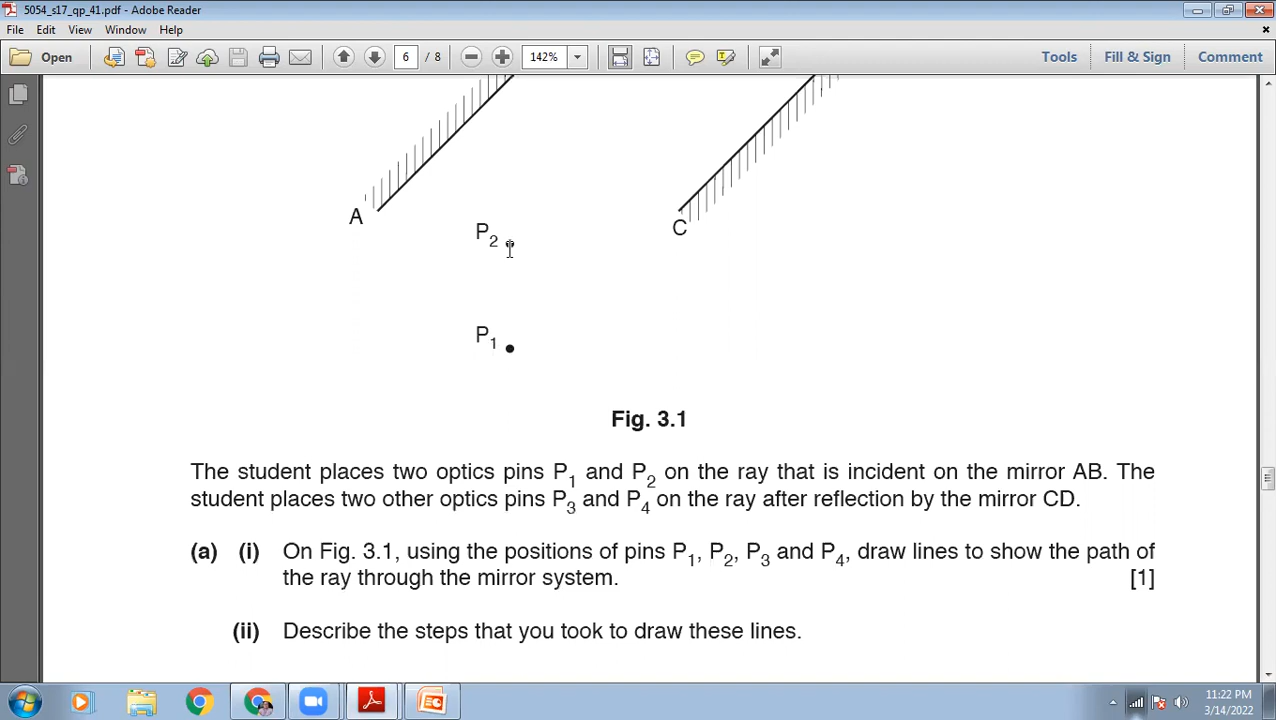 5054_s17_qp_41.pdf - Adobe Reader
File Edit View Window Help
Open 6 / 8 142% Tools Fill & Sign Comment
A
C
P2
P1
Fig. 3.1
The student places two optics pins P1 and P2 on the ray that is incident on the mirror AB. The
student places two other optics pins P3 and P4 on the ray after reflection by the mirror CD.
(a) (i) On Fig. 3.1, using the positions of pins P1, P2, P3 and P4, draw lines to show the path of
the ray through the mirror system. [1]
(ii) Describe the steps that you took to draw these lines.
11:22 PM
3/14/2022